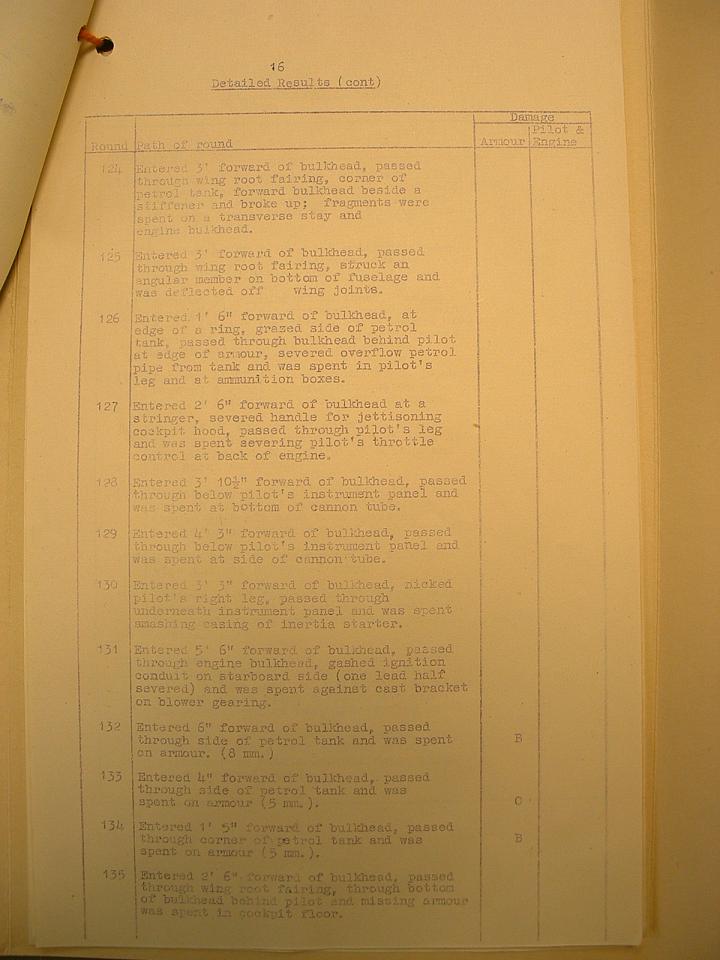 16
Detailed Results (cont)
Damage
Round Path of round Armour Pilot & Engine
124 Entered 3' forward of bulkhead, passed
through wing root fairing, corner of
petrol tank, forward bulkhead beside a
stiffener and broke up; fragments were
spent on a transverse stay and
engine bulkhead.
125 Entered 3' forward of bulkhead, passed
through wing root fairing, struck an
angular member on bottom of fuselage and
was deflected off wing joints.
126 Entered 1' 6" forward of bulkhead, at
edge of a ring, grazed side of petrol
tank, passed through bulkhead behind pilot
at edge of armour, severed overflow petrol
pipe from tank and was spent in pilot's
leg and at ammunition boxes.
127 Entered 2' 6" forward of bulkhead at a
stringer, severed handle for jettisoning
cockpit hood, passed through pilot's leg
and was spent severing pilot's throttle
control at back of engine.
128 Entered 3' 10½" forward of bulkhead, passed
through below pilot's instrument panel and
was spent at bottom of cannon tube.
129 Entered 4' 3" forward of bulkhead, passed
through below pilot's instrument panel and
was spent at side of cannon tube.
130 Entered 3' 3" forward of bulkhead, nicked
pilot's right leg, passed through
underneath instrument panel and was spent
smashing casing of inertia starter.
131 Entered 5' 6" forward of bulkhead, passed
through engine bulkhead, gashed ignition
conduit on starboard side (one lead half
severed) and was spent against cast bracket
on blower gearing.
132 Entered 6" forward of bulkhead, passed
through side of petrol tank and was spent B
on armour. (8 mm.)
133 Entered 4" forward of bulkhead, passed
through side of petrol tank and was
spent on armour (5 mm.). C
134 Entered 1' 5" forward of bulkhead, passed
through corner of petrol tank and was B
spent on armour (5 mm.).
135 Entered 2' 6" forward of bulkhead, passed
through wing root fairing, through bottom
of bulkhead behind pilot and missing armour
was spent in cockpit floor.